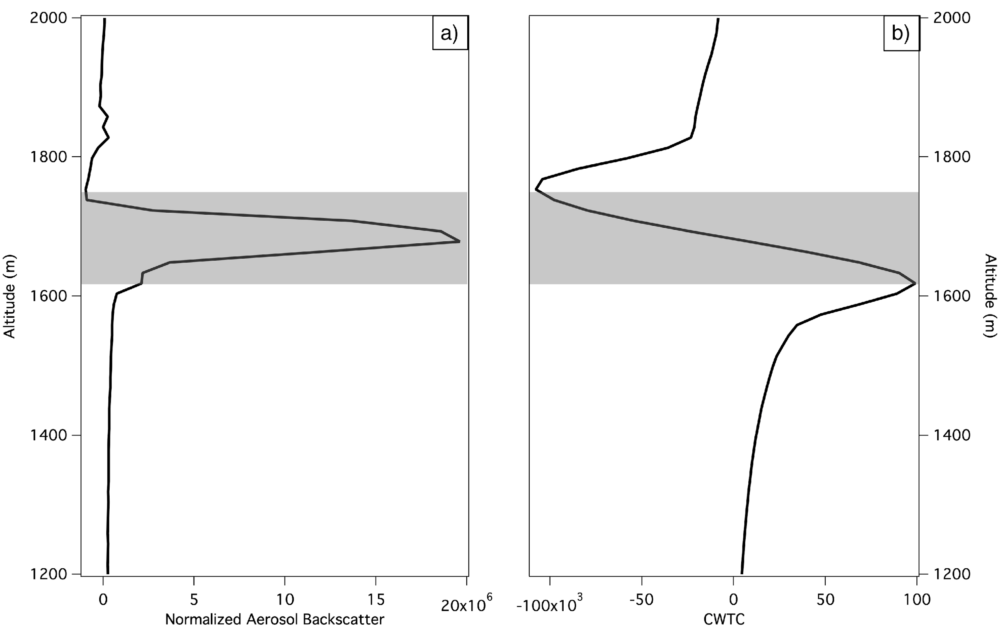 a)
2000
1800
1600
1400
1200
Altitude (m)
0 5 10 15 20x10^6
Normalized Aerosol Backscatter
b)
2000
1800
1600
1400
1200
Altitude (m)
-100x10^3 -50 0 50 100
CWTC